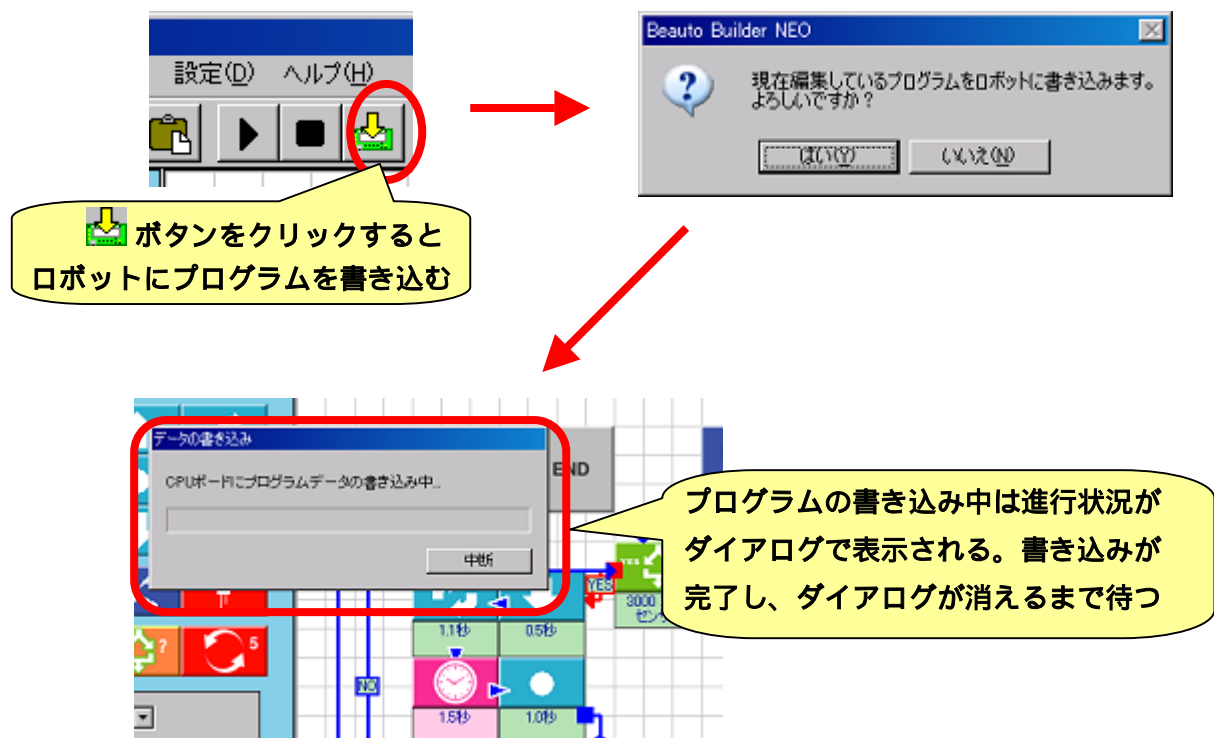 設定(D) ヘルプ(H)
Beauto Builder NEO
現在編集しているプログラムをロボットに書き込みます。
よろしいですか？
はい(Y) いいえ(N)
ボタンをクリックすると
ロボットにプログラムを書き込む
データの書き込み
CPUボードにプログラムデータの書き込み中...
中断
END
プログラムの書き込み中は進行状況が
ダイアログで表示される。書き込みが
完了し、ダイアログが消えるまで待つ
YES
YES
3000
センサ
1.1秒 0.5秒
? 5
NO
1.5秒 1.0秒